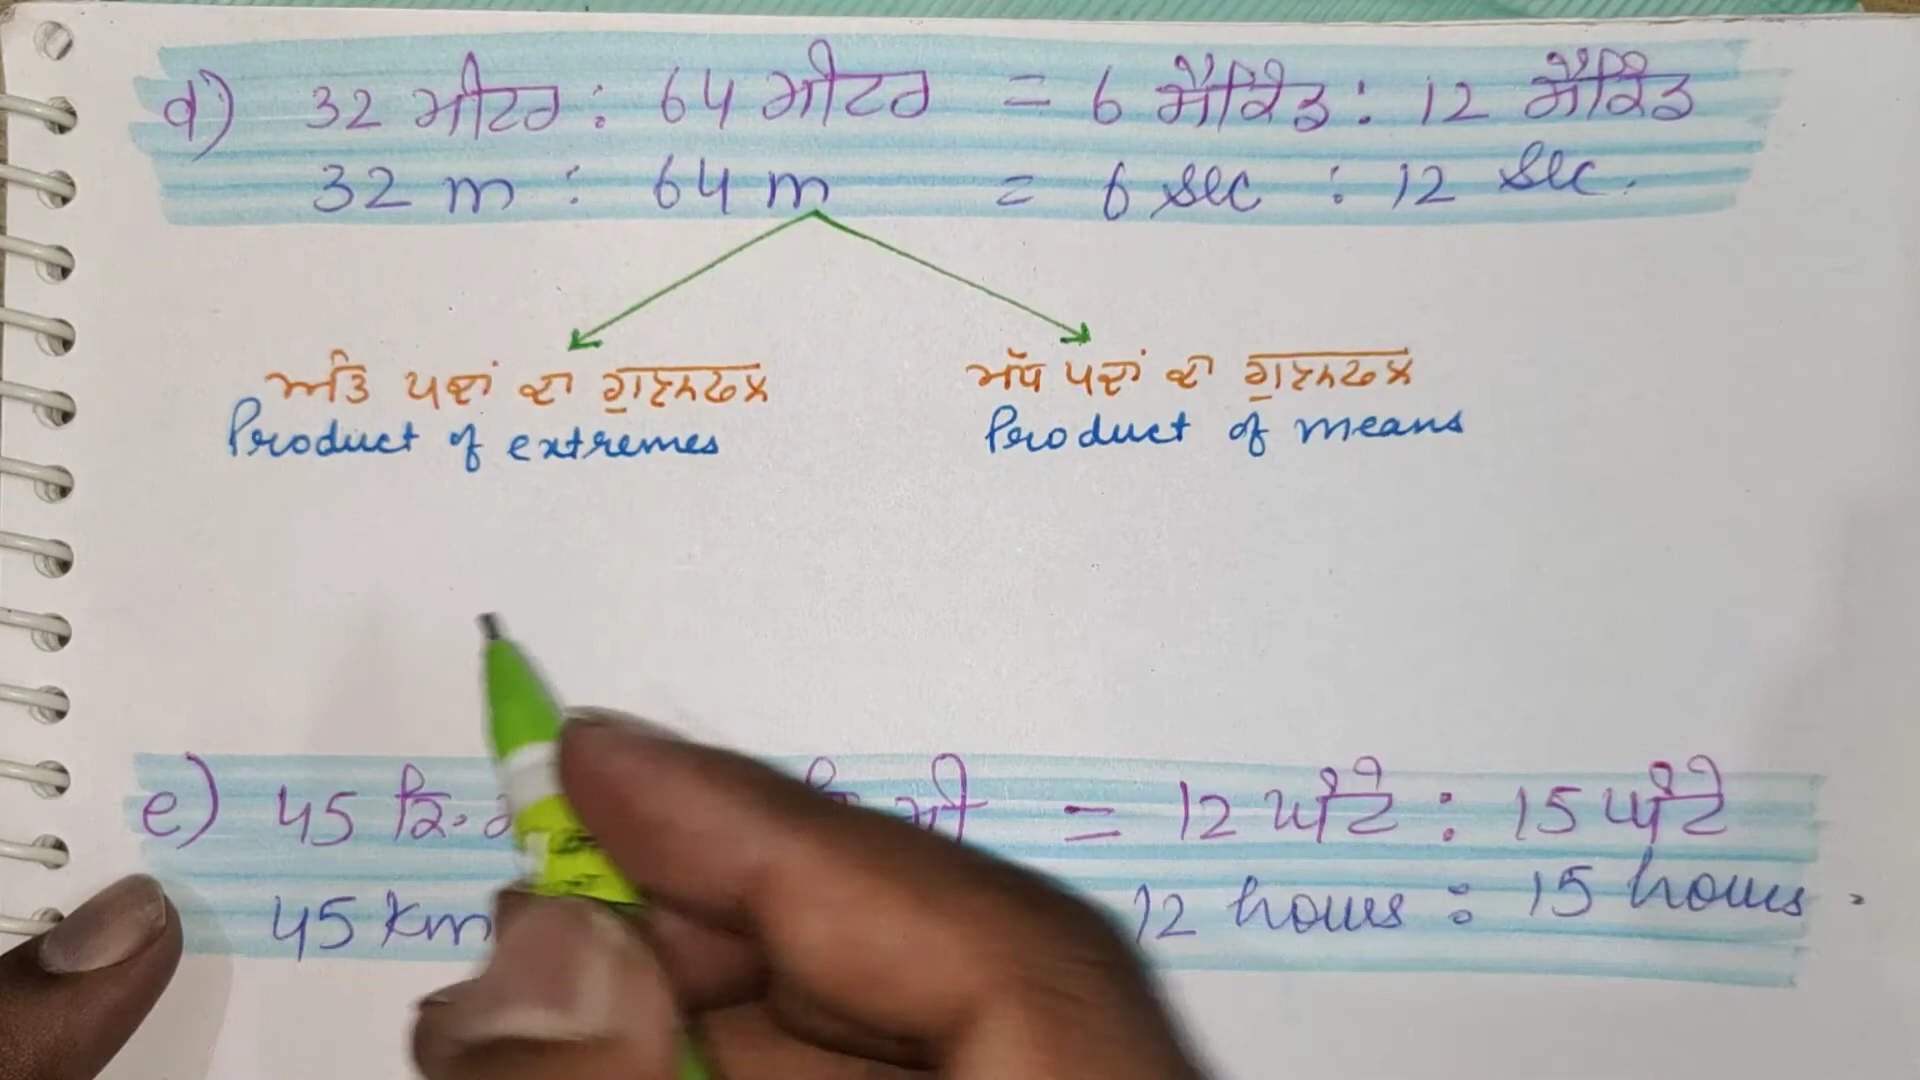 d) 32 ਮੀਟਰ : 64 ਮੀਟਰ = 6 ਸੈਕਿੰਡ : 12 ਸੈਕਿੰਡ
32 m : 64 m = 6 sec : 12 sec.
ਅੰਤ ਪਦਾਂ ਦਾ ਗੁਣਨਫਲ
ਮੱਧ ਪਦਾਂ ਦਾ ਗੁਣਨਫਲ
Product of extremes
Product of means
e) 45 ਕਿ. ਮੀ = 12 ਘੰਟੇ : 15 ਘੰਟੇ
45 km 12 hours : 15 hours.